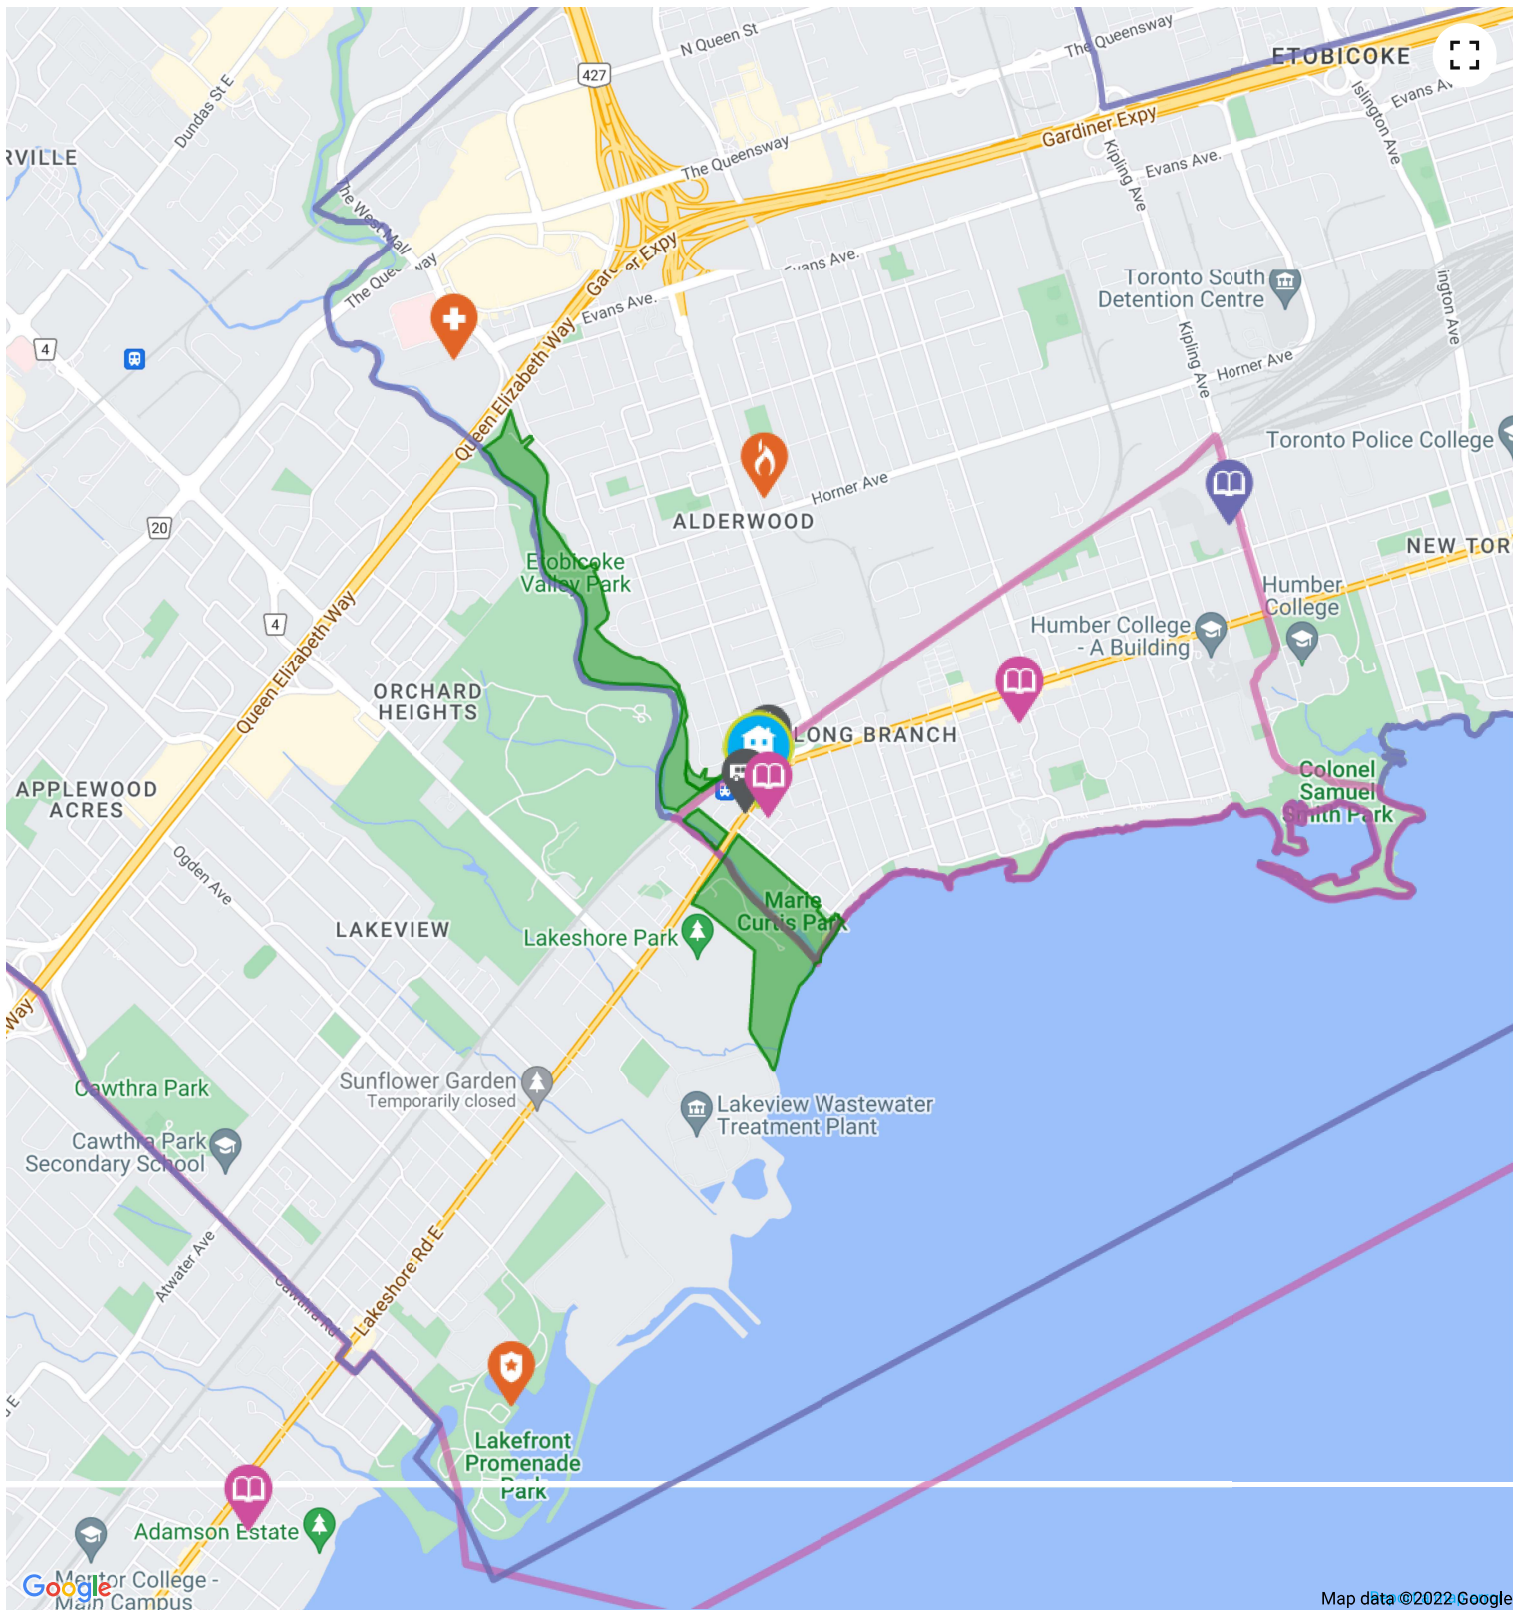 N Queen St
The Queensway
ETOBICOKE
427
Dundas St E
Evans Av
Islington Ave
Gardiner Expy
RVILLE
The Queensway
Evans Ave.
Kipling Ave
The West Mall
Gardiner Expy
Evans Ave.
The Queensway
Toronto South
Detention Centre
ington Ave
Evans Ave.
4
Queen Elizabeth Way
Kipling Ave
Horner Ave
Queen Elizabeth Way
Toronto Police College
Horner Ave
ALDERWOOD
20
NEW TOR
Etobicoke
Valley Park
Humber
College
4
Humber College
- A Building
Queen Elizabeth Way
ORCHARD
HEIGHTS
LONG BRANCH
APPLEWOOD
ACRES
Colonel
Samuel
Smith Park
Ogden Ave
Marie
Curtis Park
LAKEVIEW
Lakeshore Park
Way
Cawthra Park
Sunflower Garden
Temporarily closed
Lakeview Wastewater
Treatment Plant
Cawthra Park
Secondary School
Atwater Ave
Lakeshore Rd E
Cawthra Rd
E
Lakefront
Promenade
Park
Adamson Estate
Mentor College -
Main Campus
Google
Map data ©2022 Google